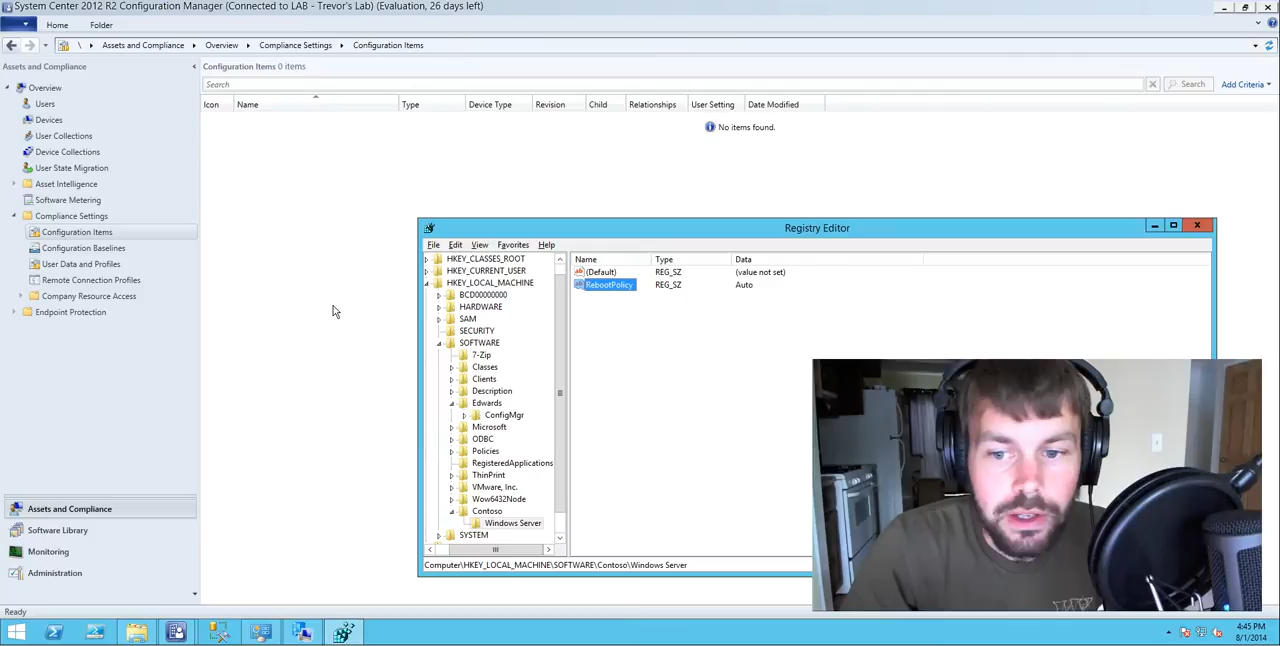 System Center 2012 R2 Configuration Manager (Connected to LAB - Trevor's Lab) (Evaluation, 26 days left)
Home Folder
\ Assets and Compliance Overview Compliance Settings Configuration Items
Assets and Compliance
Overview
Users
Devices
User Collections
Device Collections
User State Migration
Asset Intelligence
Software Metering
Compliance Settings
Configuration Items
Configuration Baselines
User Data and Profiles
Remote Connection Profiles
Company Resource Access
Endpoint Protection
Assets and Compliance
Software Library
Monitoring
Administration
Ready
Configuration Items 0 items
Search
Search
Add Criteria
Icon Name Type Device Type Revision Child Relationships User Setting Date Modified
No items found.
Registry Editor
File Edit View Favorites Help
HKEY_CLASSES_ROOT
HKEY_CURRENT_USER
HKEY_LOCAL_MACHINE
BCD00000000
HARDWARE
SAM
SECURITY
SOFTWARE
7-Zip
Classes
Clients
Description
Edwards
ConfigMgr
Microsoft
ODBC
Policies
RegisteredApplications
ThinPrint
VMware, Inc.
Wow6432Node
Contoso
Windows Server
SYSTEM
Name Type Data
(Default) REG_SZ (value not set)
RebootPolicy REG_SZ Auto
Computer\HKEY_LOCAL_MACHINE\SOFTWARE\Contoso\Windows Server
4:45 PM
8/1/2014